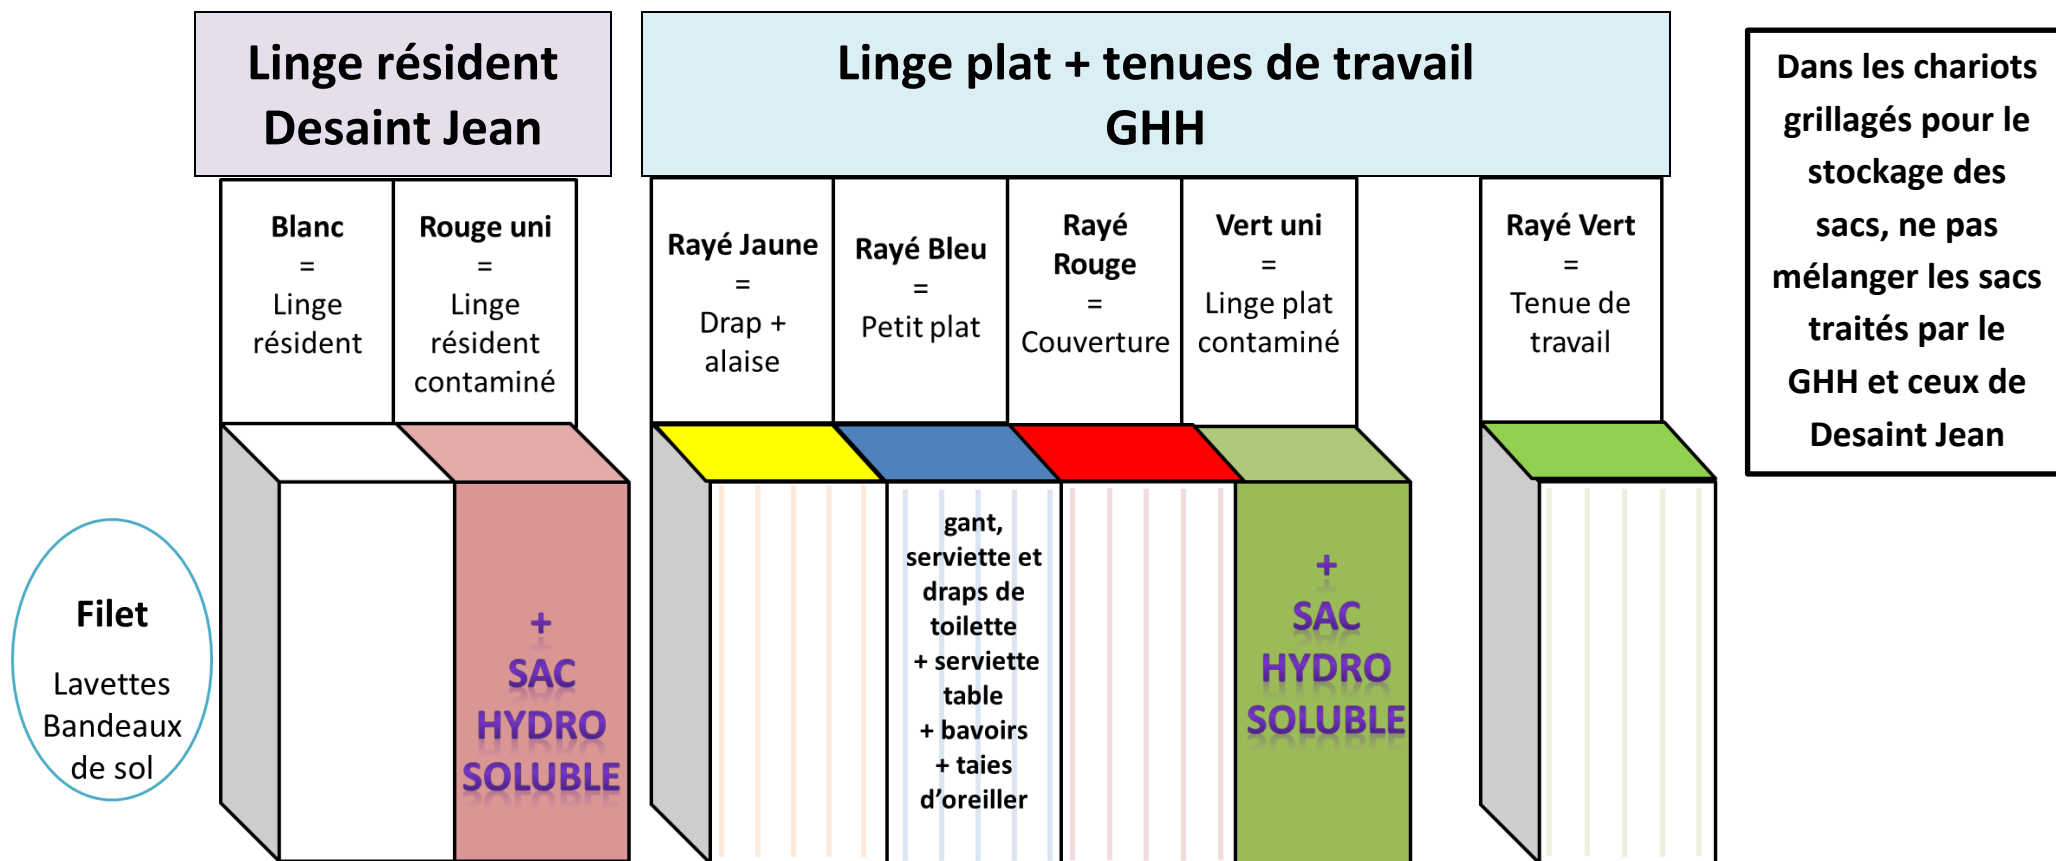 Linge résident
Desaint Jean
Linge plat + tenues de travail
GHH
Dans les chariots
grillagés pour le
stockage des
sacs, ne pas
mélanger les sacs
traités par le
GHH et ceux de
Desaint Jean
Blanc
=
Linge
résident
Rouge uni
=
Linge
résident
contaminé
Rayé Jaune
=
Drap +
alaise
Rayé Bleu
=
Petit plat
Rayé
Rouge
=
Couverture
Vert uni
=
Linge plat
contaminé
Rayé Vert
=
Tenue de
travail
Filet
Lavettes
Bandeaux
de sol
+
SAC
HYDRO
SOLUBLE
gant,
serviette et
draps de
toilette
+ serviette
table
+ bavoirs
+ taies
d’oreiller
+
SAC
HYDRO
SOLUBLE